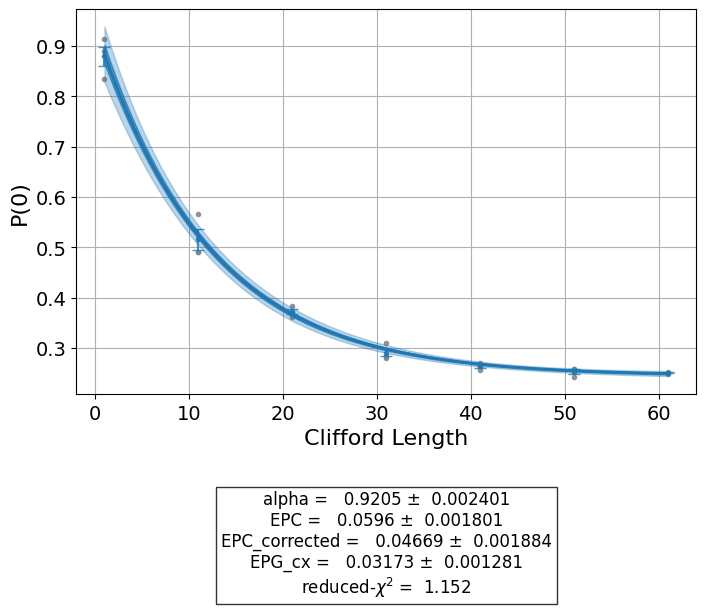 0.9
0.8
0.7
0.6
0.5
0.4
0.3
P(0)
0 10 20 30 40 50 60
Clifford Length
alpha = 0.9205 ± 0.002401
EPC = 0.0596 ± 0.001801
EPC_corrected = 0.04669 ± 0.001884
EPG_cx = 0.03173 ± 0.001281
reduced-χ² = 1.152